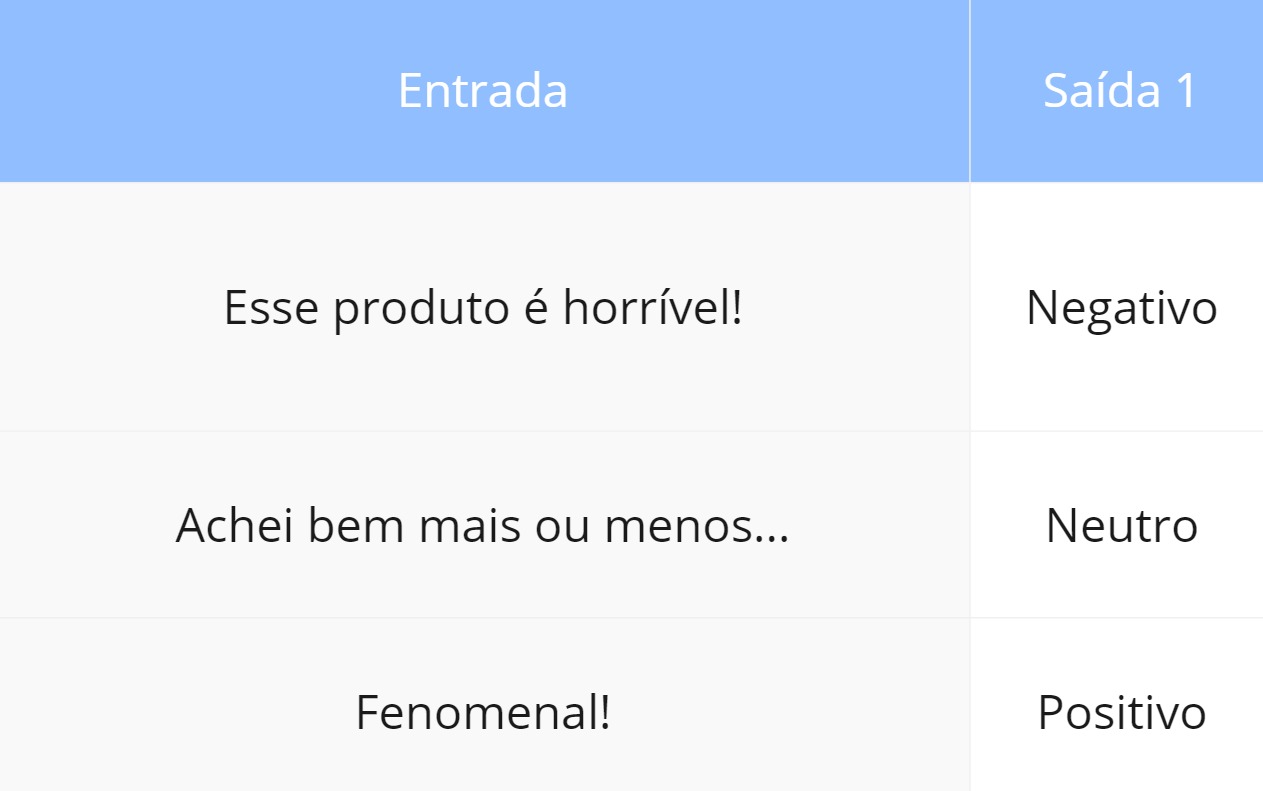 Entrada
Saída 1
Esse produto é horrível!
Negativo
Achei bem mais ou menos...
Neutro
Fenomenal!
Positivo